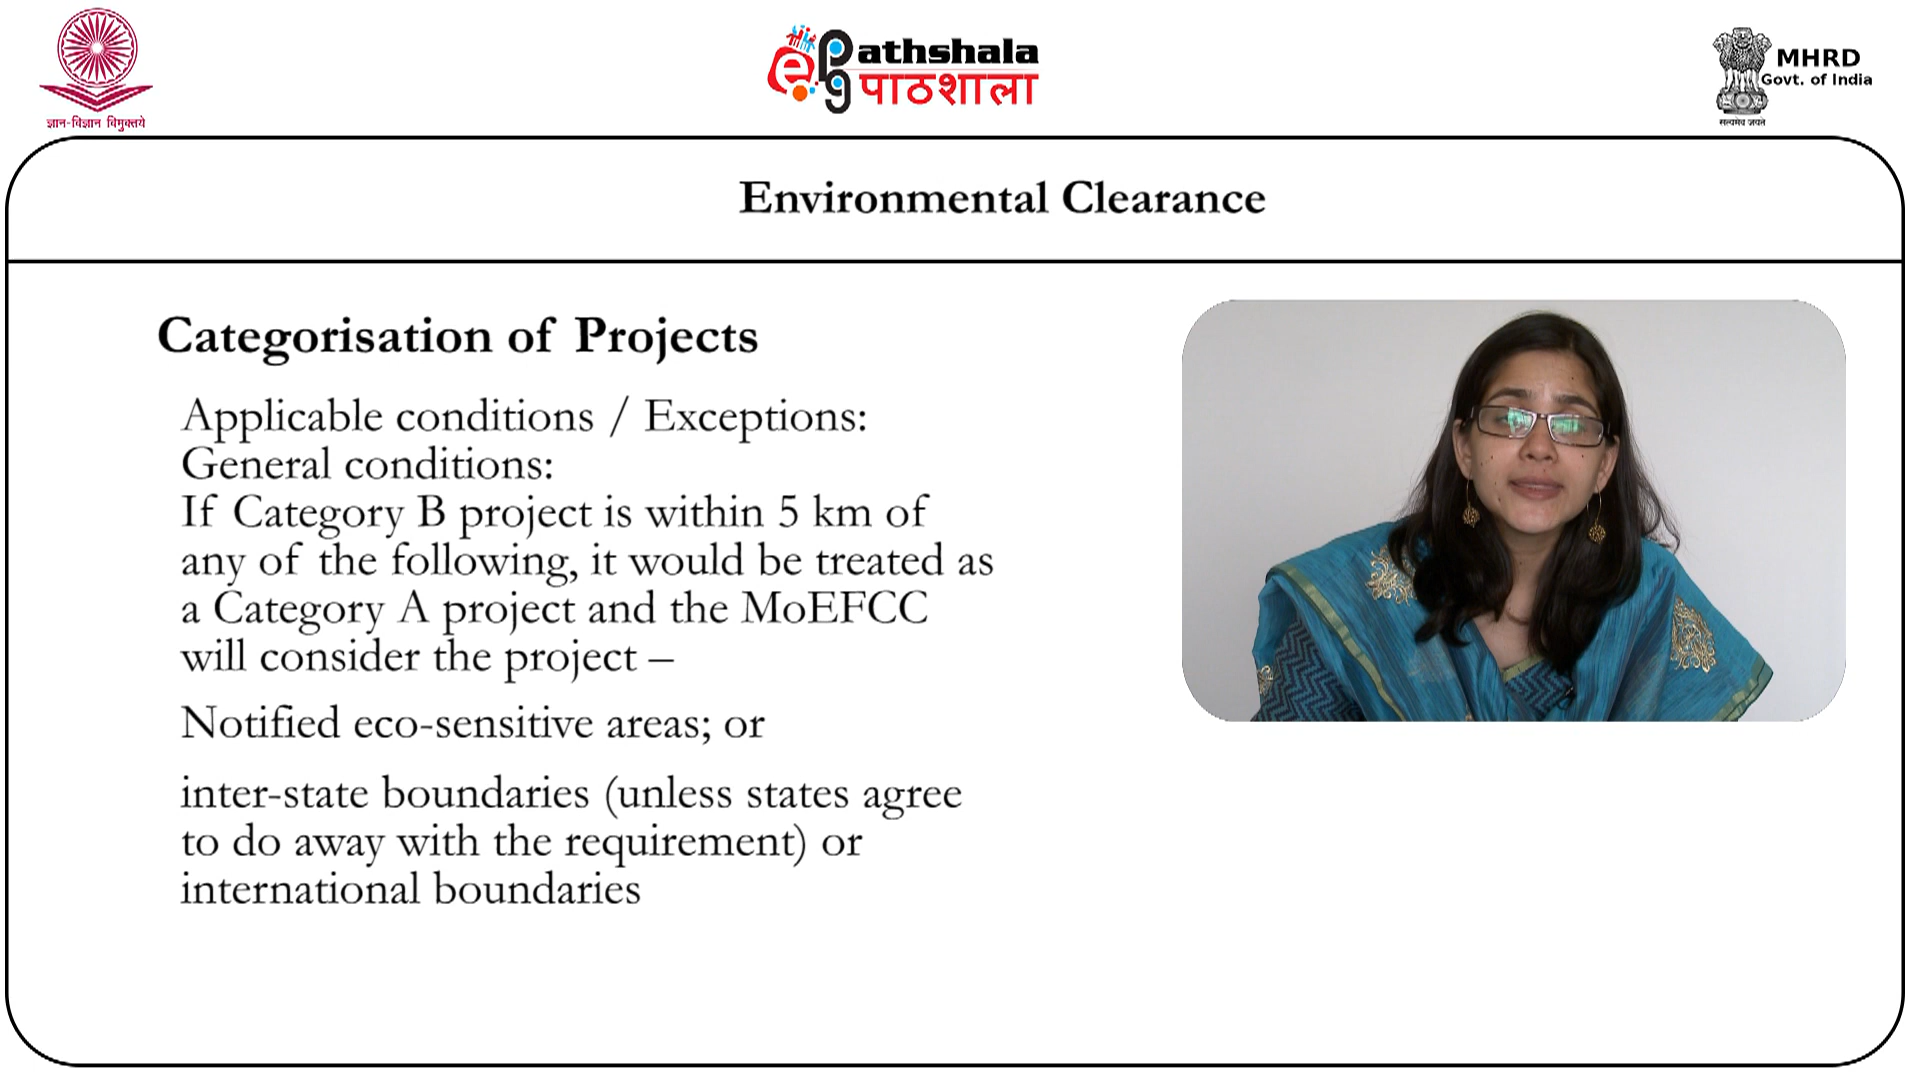 ज्ञान-विज्ञान विमुक्तये
ePathshala
पाठशाला
MHRD
Govt. of India
सत्यमेव जयते
Environmental Clearance
Categorisation of Projects
Applicable conditions / Exceptions:
General conditions:
If Category B project is within 5 km of
any of the following, it would be treated as
a Category A project and the MoEFCC
will consider the project –
Notified eco-sensitive areas; or
inter-state boundaries (unless states agree
to do away with the requirement) or
international boundaries